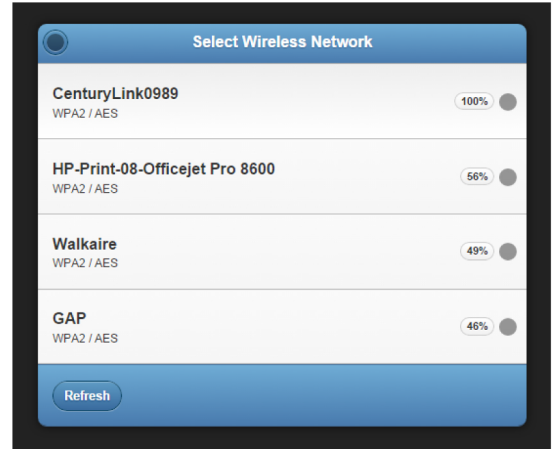 Select Wireless Network
CenturyLink0989
WPA2 / AES
100%
HP-Print-08-Officejet Pro 8600
WPA2 / AES
56%
Walkaire
WPA2 / AES
49%
GAP
WPA2 / AES
46%
Refresh